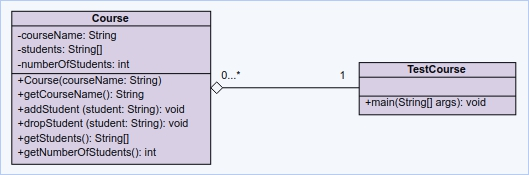 Course
-courseName: String
-students: String[]
-numberOfStudents: int
+Course(courseName: String)
+getCourseName(): String
+addStudent (student: String): void
+dropStudent (student: String): void
+getStudents(): String[]
+getNumberOfStudents(): int
0...*
1
TestCourse
+main(String[] args): void